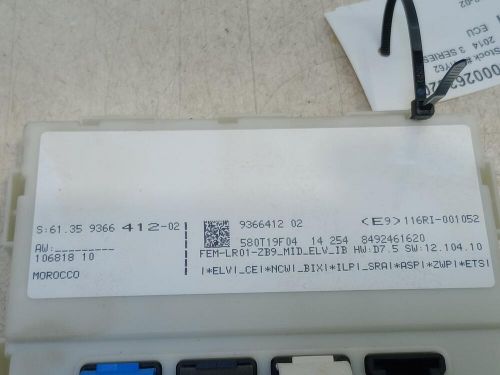 S:61.35 9366 412-02
AW:_________
106818 10
MOROCCO
9366412 02
<E9>116RI-001052
580T19F04 14 254 8492461620
FEM-LR01-ZB9_MID_ELV_IB HW:D7.5 SW:12.104.10
|*ELV|_CE|*NCW|_BIX|*ILP|_SRA|*ASP|*ZWP|*ETS|
2014 3 SERIES
ECU